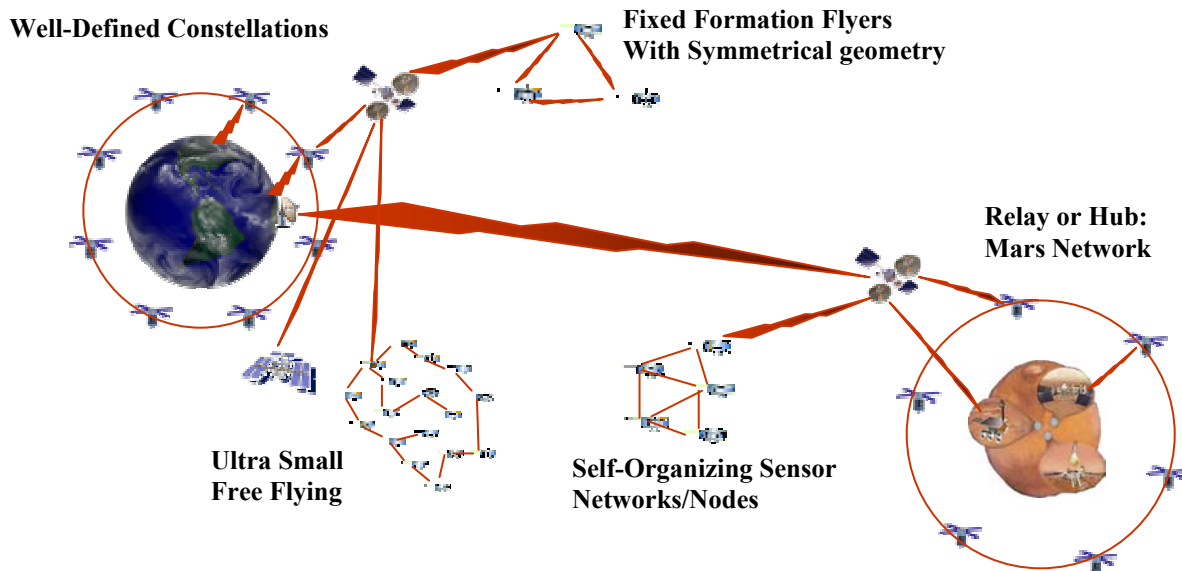 Well-Defined Constellations
Fixed Formation Flyers
With Symmetrical geometry
Relay or Hub:
Mars Network
Ultra Small
Free Flying
Self-Organizing Sensor
Networks/Nodes